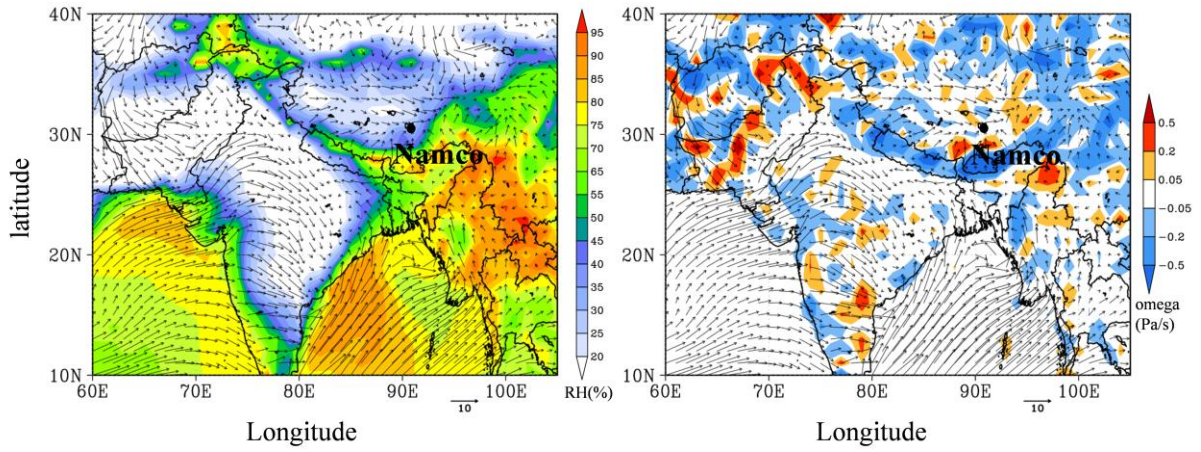 40N
30N
20N
10N
latitude
60E
70E
80E
90E
100E
Longitude
Namco
10
95
90
85
80
75
70
65
60
55
50
45
40
35
30
25
20
RH(%)
40N
30N
20N
10N
60E
70E
80E
90E
100E
Longitude
Namco
10
0.5
0.2
0.05
-0.05
-0.2
-0.5
omega
(Pa/s)